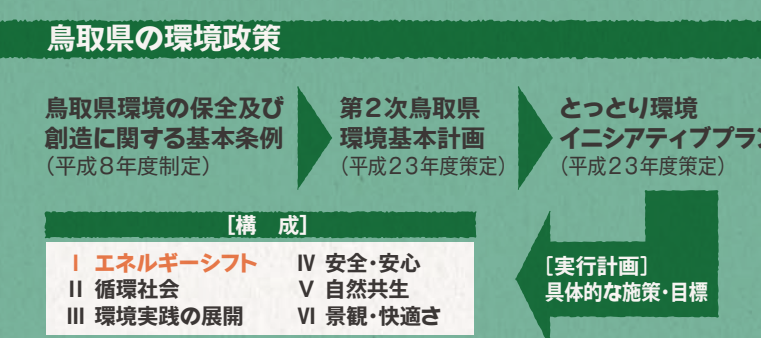 鳥取県の環境政策
鳥取県環境の保全及び
創造に関する基本条例
(平成8年度制定)
第2次鳥取県
環境基本計画
(平成23年度策定)
とっとり環境
イニシアティブプラン
(平成23年度策定)
[実行計画]
具体的な施策・目標
[構 成]
I エネルギーシフト
II 循環社会
III 環境実践の展開
IV 安全・安心
V 自然共生
VI 景観・快適さ